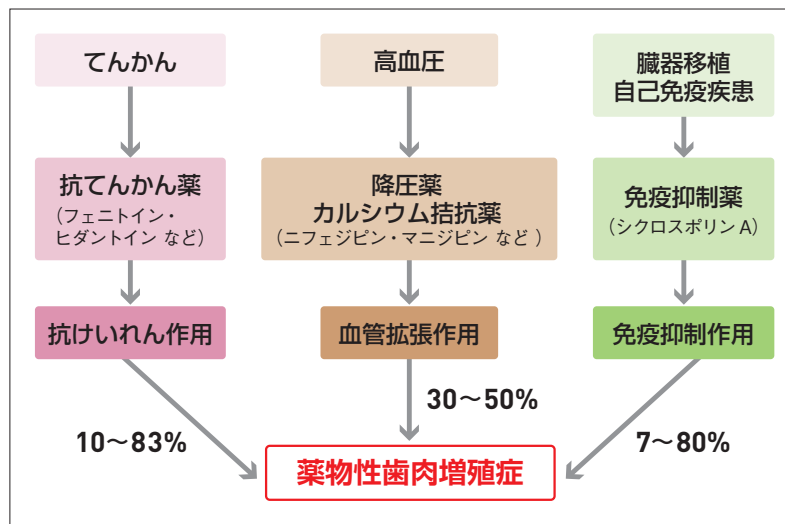 てんかん
高血圧
臓器移植
自己免疫疾患
抗てんかん薬
（フェニトイン・
ヒダントイン など）
降圧薬
カルシウム拮抗薬
（ニフェジピン・マニジピン など ）
免疫抑制薬
（シクロスポリン A）
抗けいれん作用
血管拡張作用
免疫抑制作用
10〜83%
30〜50%
7〜80%
薬物性歯肉増殖症